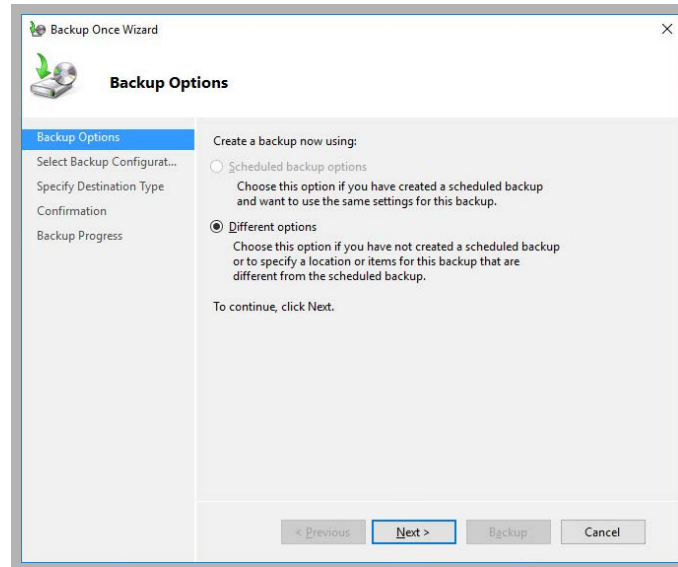 Backup Once Wizard
Backup Options
Backup Options
Select Backup Configurat...
Specify Destination Type
Confirmation
Backup Progress
Create a backup now using:
Scheduled backup options
Choose this option if you have created a scheduled backup
and want to use the same settings for this backup.
Different options
Choose this option if you have not created a scheduled backup
or to specify a location or items for this backup that are
different from the scheduled backup.
To continue, click Next.
< Previous
Next >
Backup
Cancel